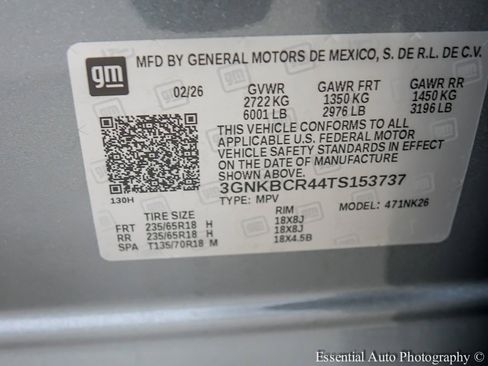 gm
MFD BY GENERAL MOTORS DE MEXICO, S. DE R.L. DE C.V.
02/26 GVWR GAWR FRT GAWR RR
2722 KG 1350 KG 1450 KG
6001 LB 2976 LB 3196 LB
THIS VEHICLE CONFORMS TO ALL
APPLICABLE U.S. FEDERAL MOTOR
VEHICLE SAFETY STANDARDS IN EFFECT
ON THE DATE OF MANUFACTURE
SHOWN ABOVE.
3GNKBCR44TS153737
130H
TYPE: MPV MODEL: 471NK26
TIRE SIZE RIM
FRT 235/65R18 H 18X8J
RR 235/65R18 H 18X8J
SPA T135/70R18 M 18X4.5B
Essential Auto Photography ©